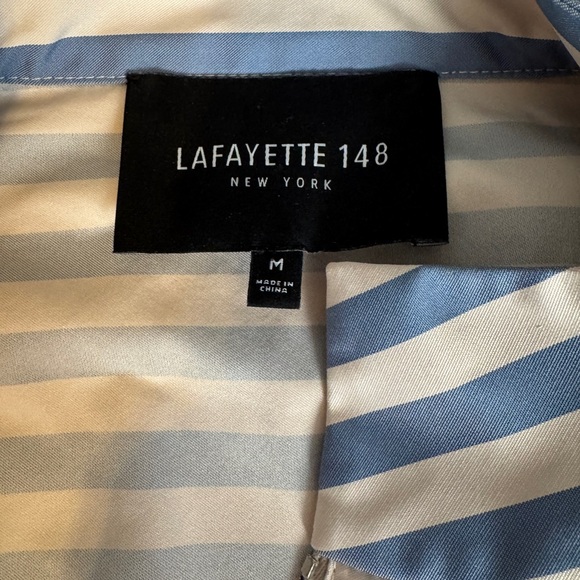 LAFAYETTE 148
NEW YORK
M
MADE IN
CHINA